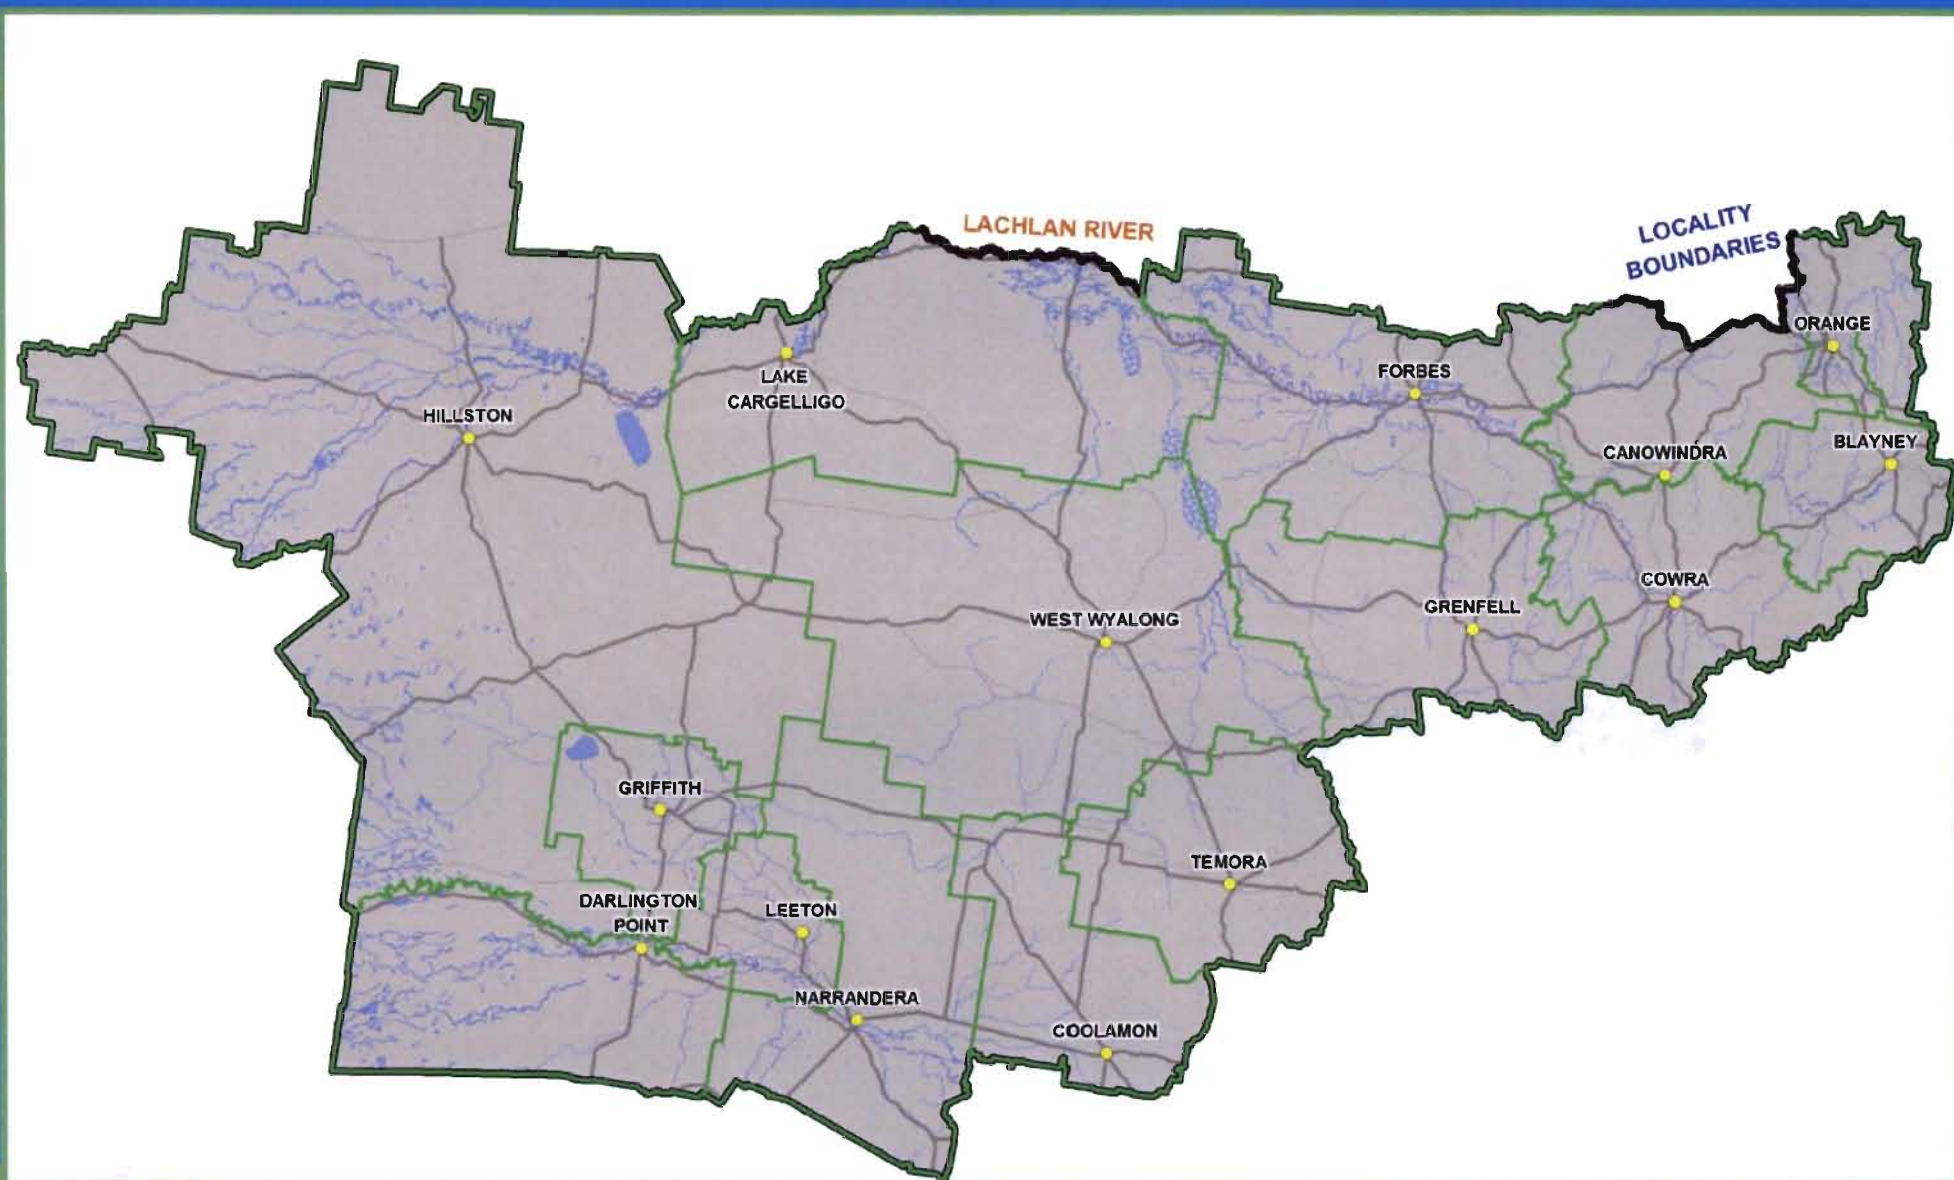 LACHLAN RIVER
LOCALITY
BOUNDARIES
ORANGE
LAKE
CARGELLIGO
FORBES
HILLSTON
CANOWINDRA
BLAYNEY
COWRA
GRENFELL
WEST WYALONG
GRIFFITH
TEMORA
DARLINGTON
POINT
LEETON
NARRANDERA
COOLAMON